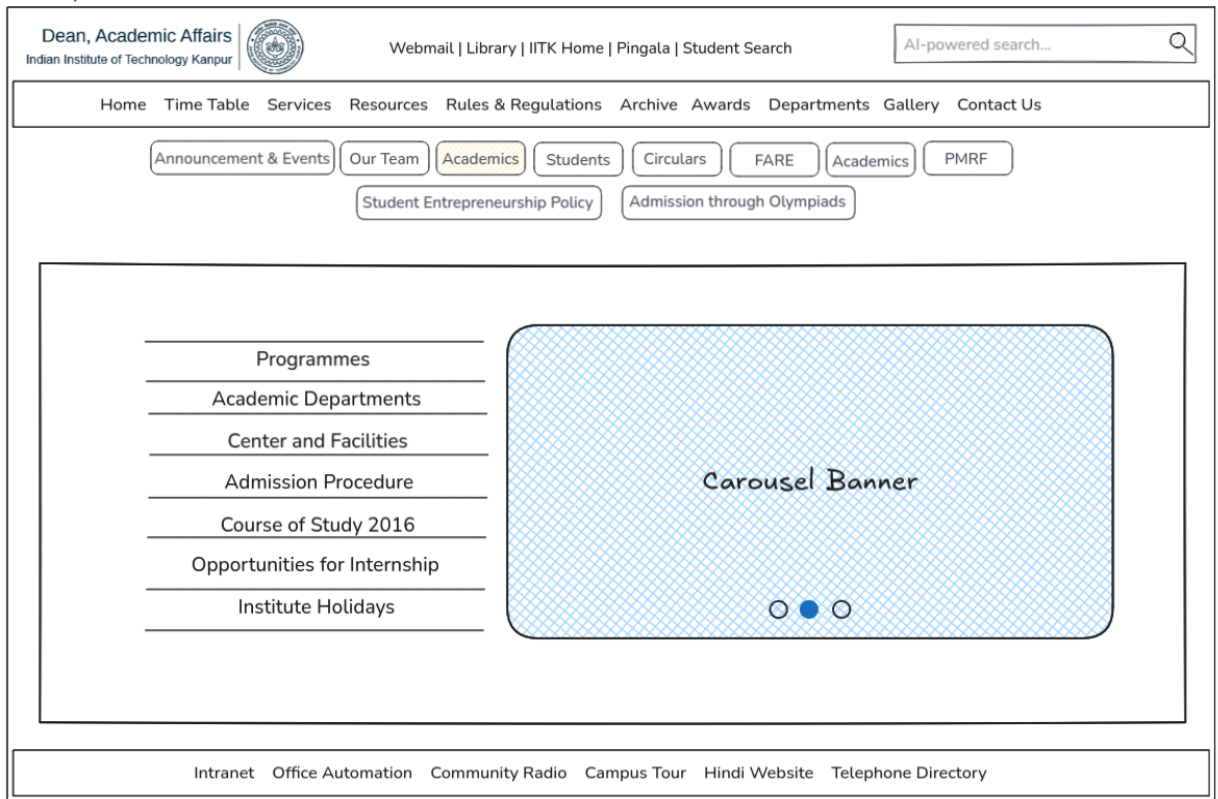 Dean, Academic Affairs
Indian Institute of Technology Kanpur
Webmail | Library | IITK Home | Pingala | Student Search
AI-powered search...
Home Time Table Services Resources Rules & Regulations Archive Awards Departments Gallery Contact Us
Announcement & Events Our Team Academics Students Circulars FARE Academics PMRF
Student Entrepreneurship Policy Admission through Olympiads
Programmes
Academic Departments
Center and Facilities
Admission Procedure
Course of Study 2016
Opportunities for Internship
Institute Holidays
Carousel Banner
Intranet Office Automation Community Radio Campus Tour Hindi Website Telephone Directory